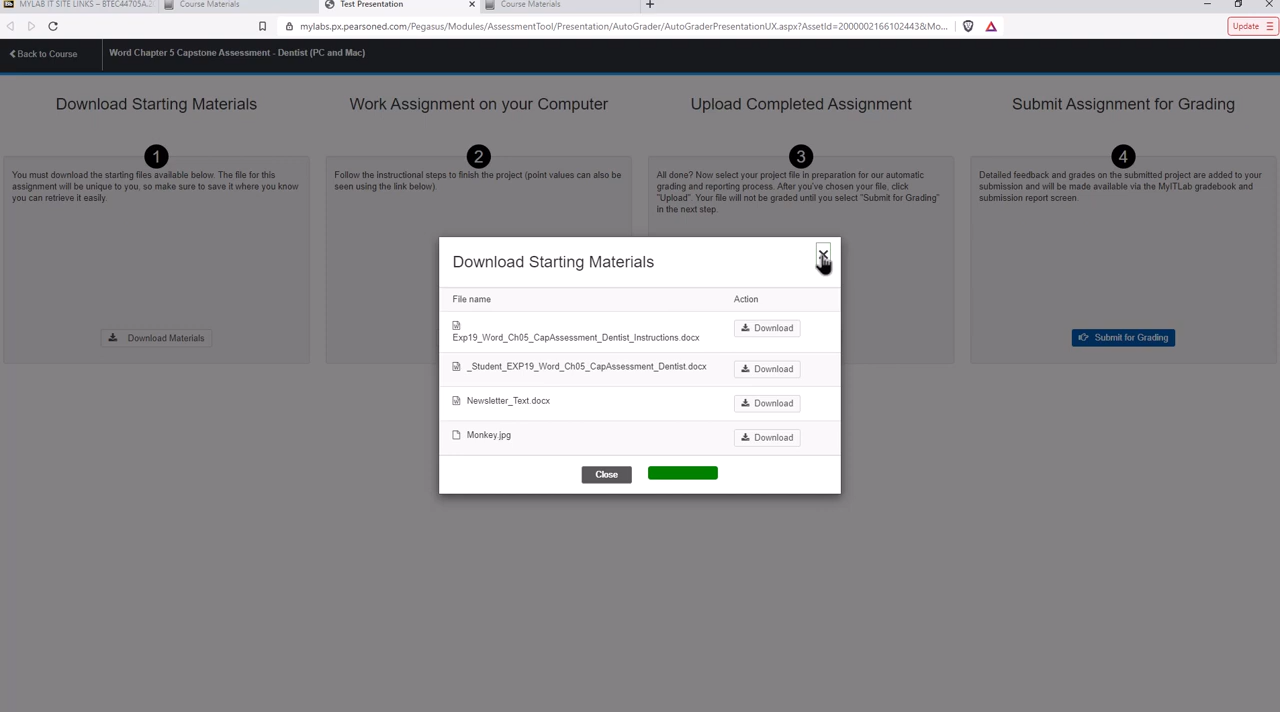 MYLAB IT SITE LINKS – BTEC44705A.2
Course Materials
Test Presentation
Course Materials
mylabs.px.pearsoned.com/Pegasus/Modules/AssessmentTool/Presentation/AutoGrader/AutoGraderPresentationUX.aspx?AssetId=2000002166102443&Mo...
Update
Back to Course
Word Chapter 5 Capstone Assessment - Dentist (PC and Mac)
Download Starting Materials
Work Assignment on your Computer
Upload Completed Assignment
Submit Assignment for Grading
1
2
3
4
You must download the starting files available below. The file for this
assignment will be unique to you, so make sure to save it where you know
you can retrieve it easily.
Download Materials
Follow the instructional steps to finish the project (point values can also be
seen using the link below).
All done? Now select your project file in preparation for our automatic
grading and reporting process. After you've chosen your file, click
"Upload". Your file will not be graded until you select "Submit for Grading"
in the next step.
Detailed feedback and grades on the submitted project are added to your
submission and will be made available via the MyITLab gradebook and
submission report screen.
Submit for Grading
Download Starting Materials
File name
Action
Exp19_Word_Ch05_CapAssessment_Dentist_Instructions.docx
Download
_Student_EXP19_Word_Ch05_CapAssessment_Dentist.docx
Download
Newsletter_Text.docx
Download
Monkey.jpg
Download
Close